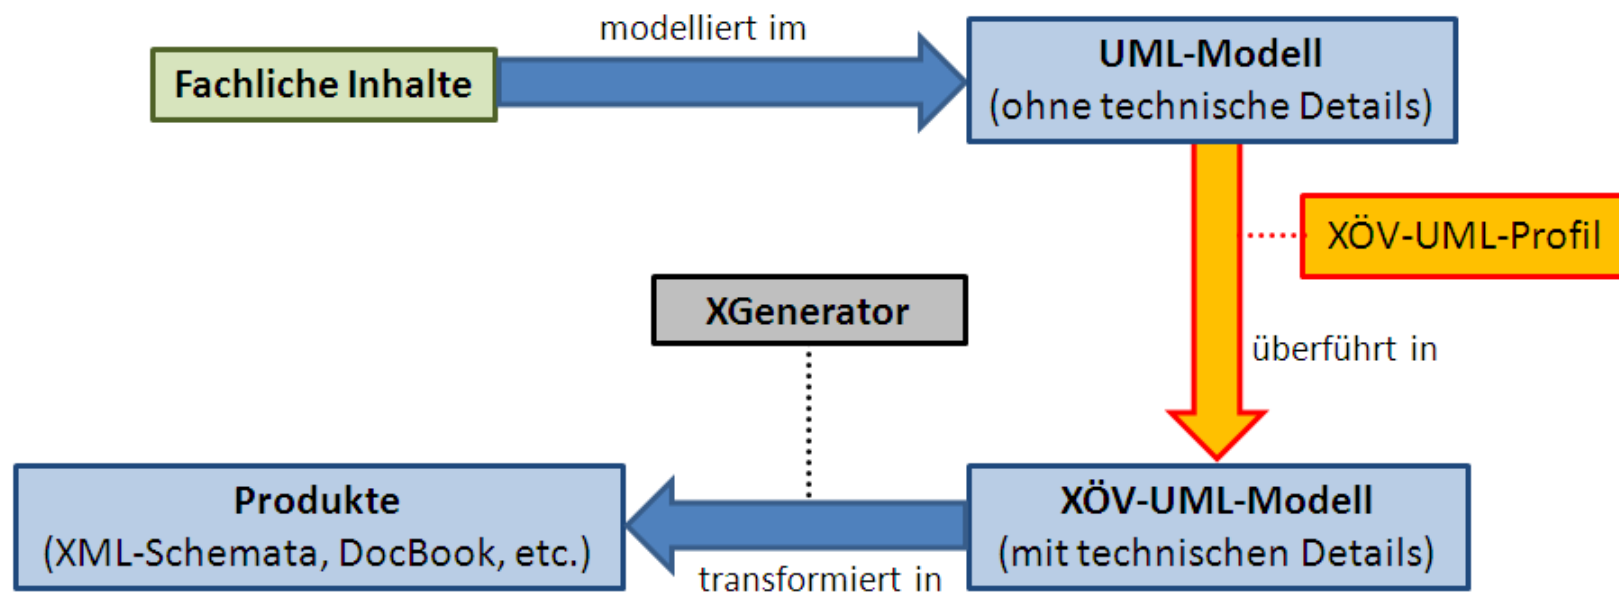 modelliert im
Fachliche Inhalte
UML-Modell
(ohne technische Details)
XÖV-UML-Profil
XGenerator
überführt in
Produkte
(XML-Schemata, DocBook, etc.)
XÖV-UML-Modell
(mit technischen Details)
transformiert in